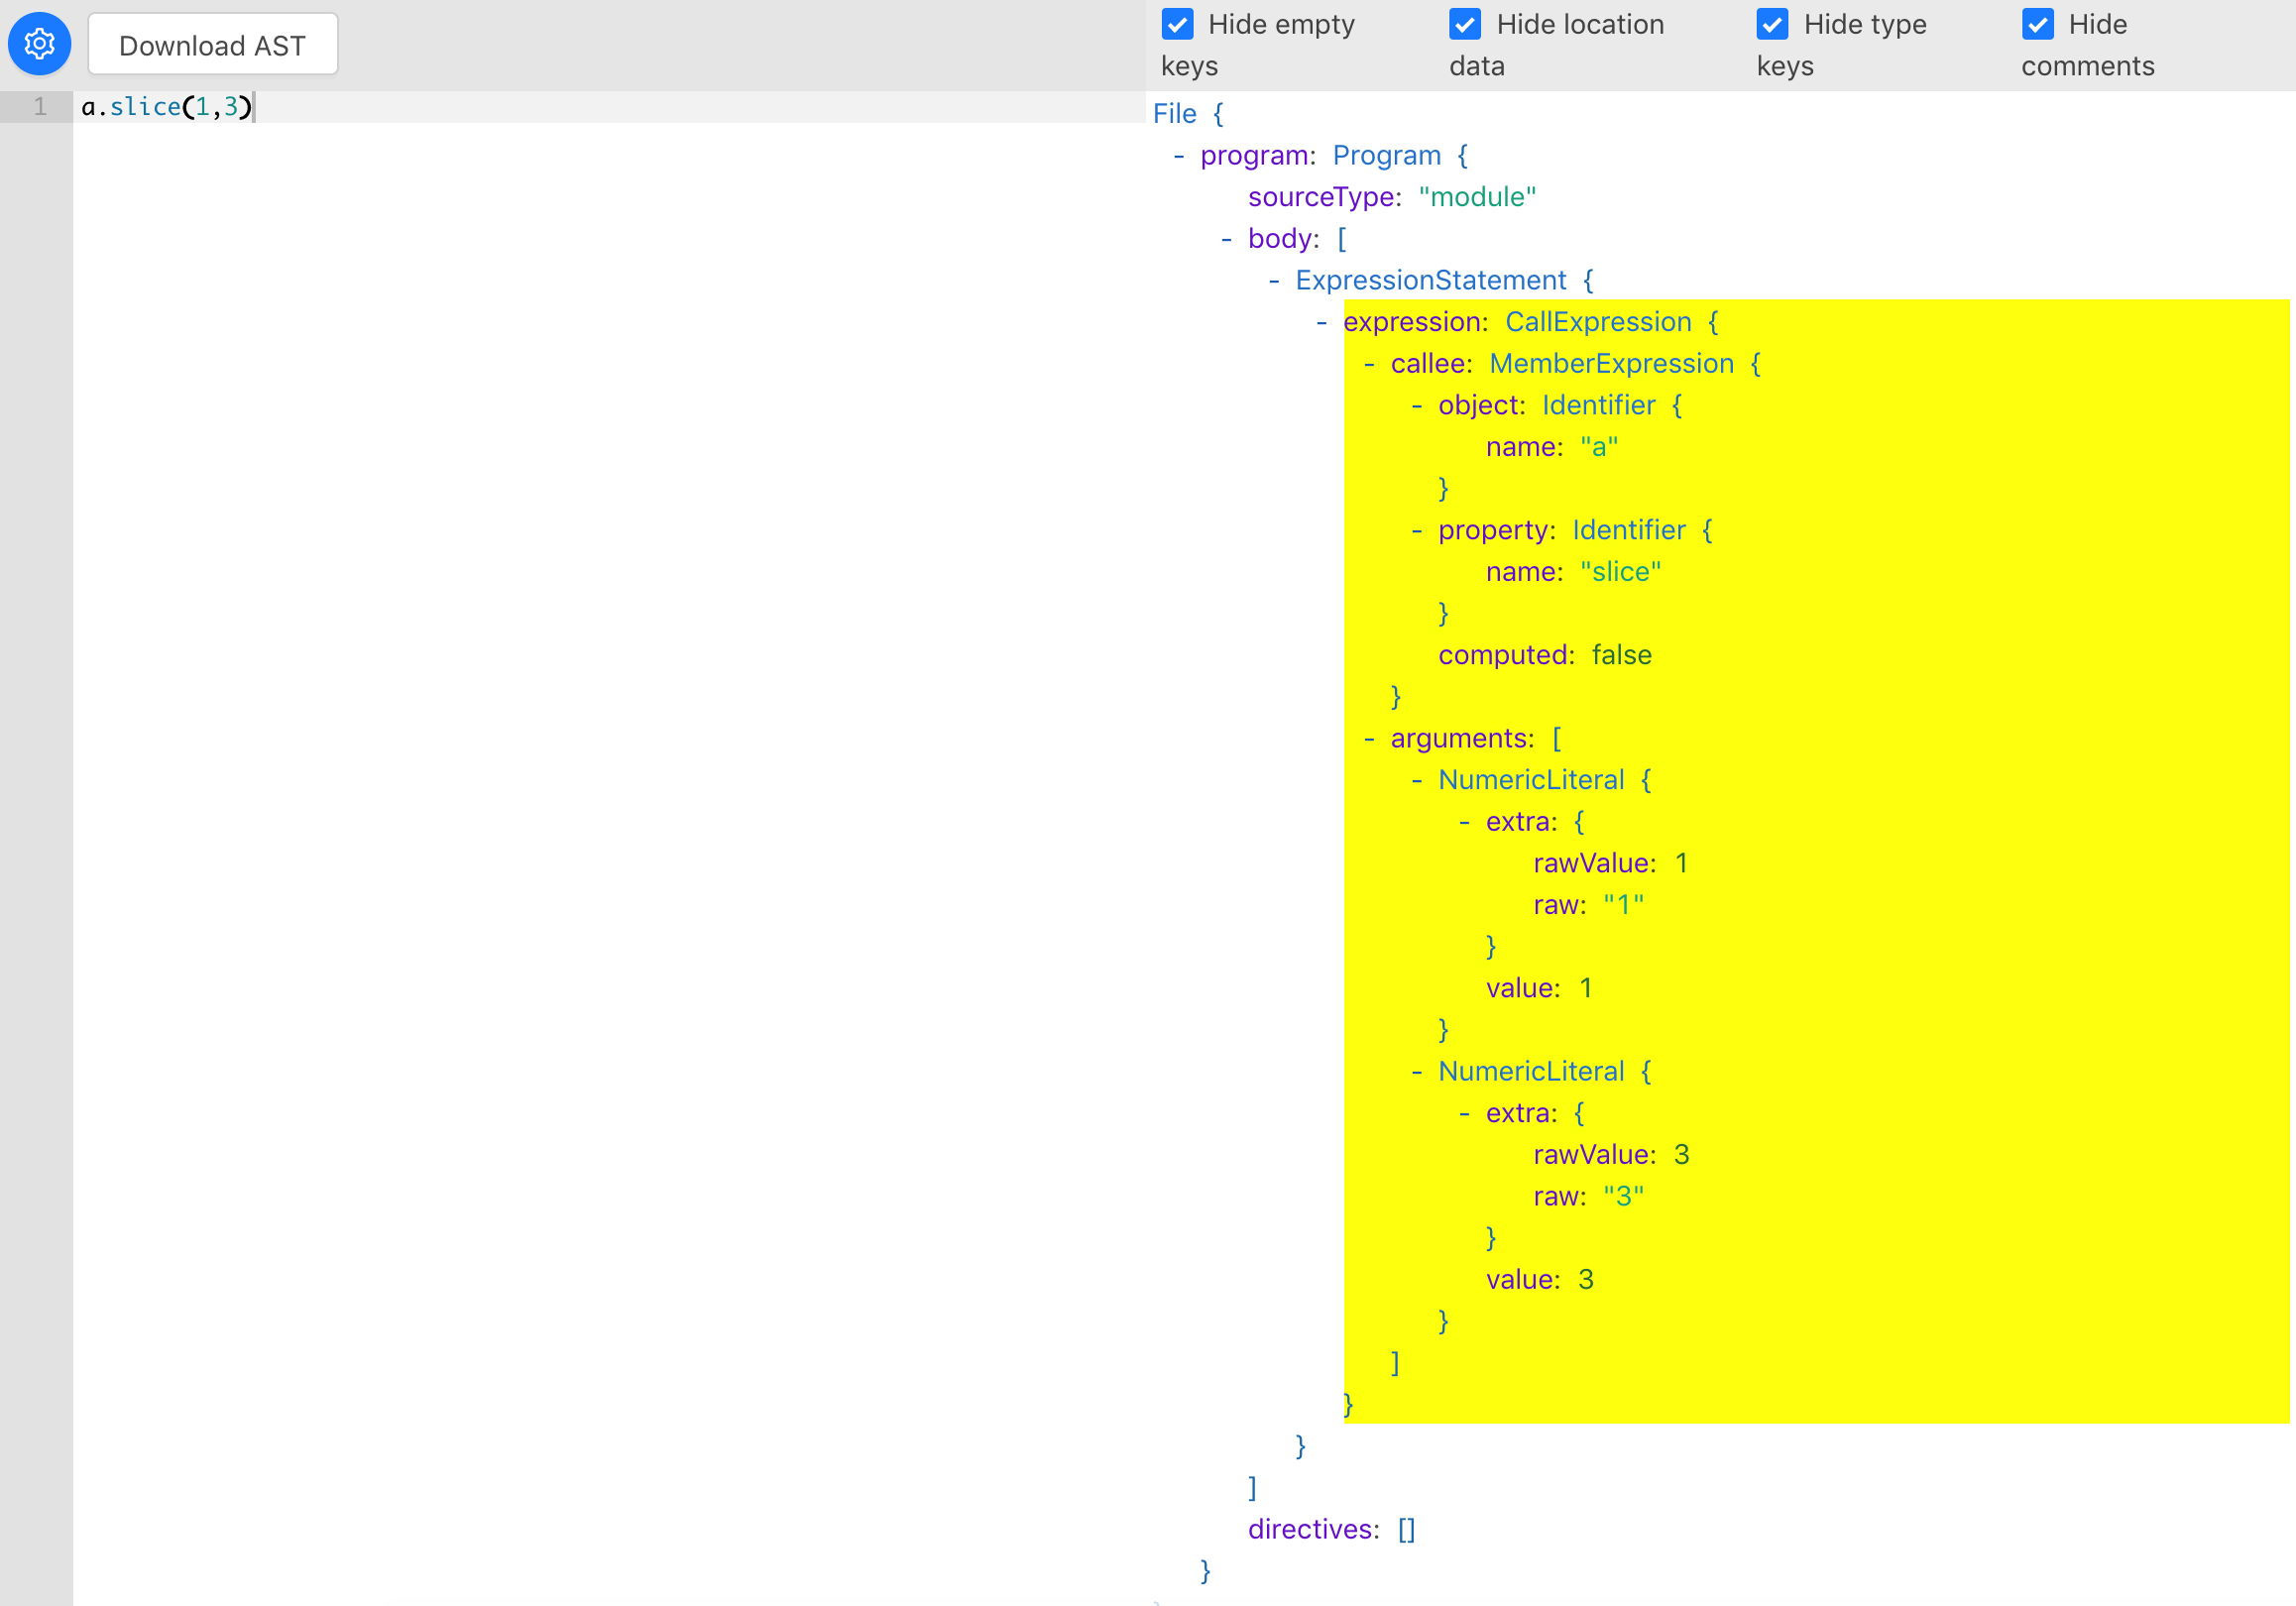 Download AST
Hide empty keys
Hide location data
Hide type keys
Hide comments
1 a.slice(1,3)
File {
- program: Program {
sourceType: "module"
- body: [
- ExpressionStatement {
- expression: CallExpression {
- callee: MemberExpression {
- object: Identifier {
name: "a"
}
- property: Identifier {
name: "slice"
}
computed: false
}
- arguments: [
- NumericLiteral {
- extra: {
rawValue: 1
raw: "1"
}
value: 1
}
- NumericLiteral {
- extra: {
rawValue: 3
raw: "3"
}
value: 3
}
]
}
}
]
directives: []
}